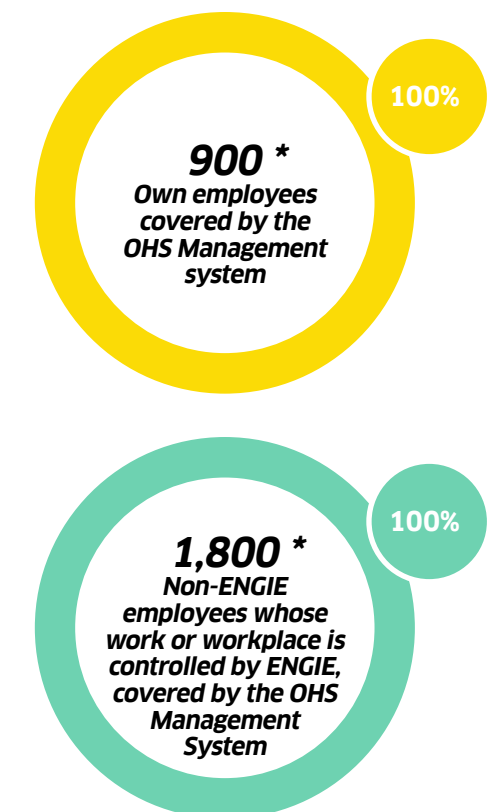 100%
900 *
Own employees
covered by the
OHS Management
system
100%
1,800 *
Non-ENGIE
employees whose
work or workplace is
controlled by ENGIE,
covered by the OHS
Management
System